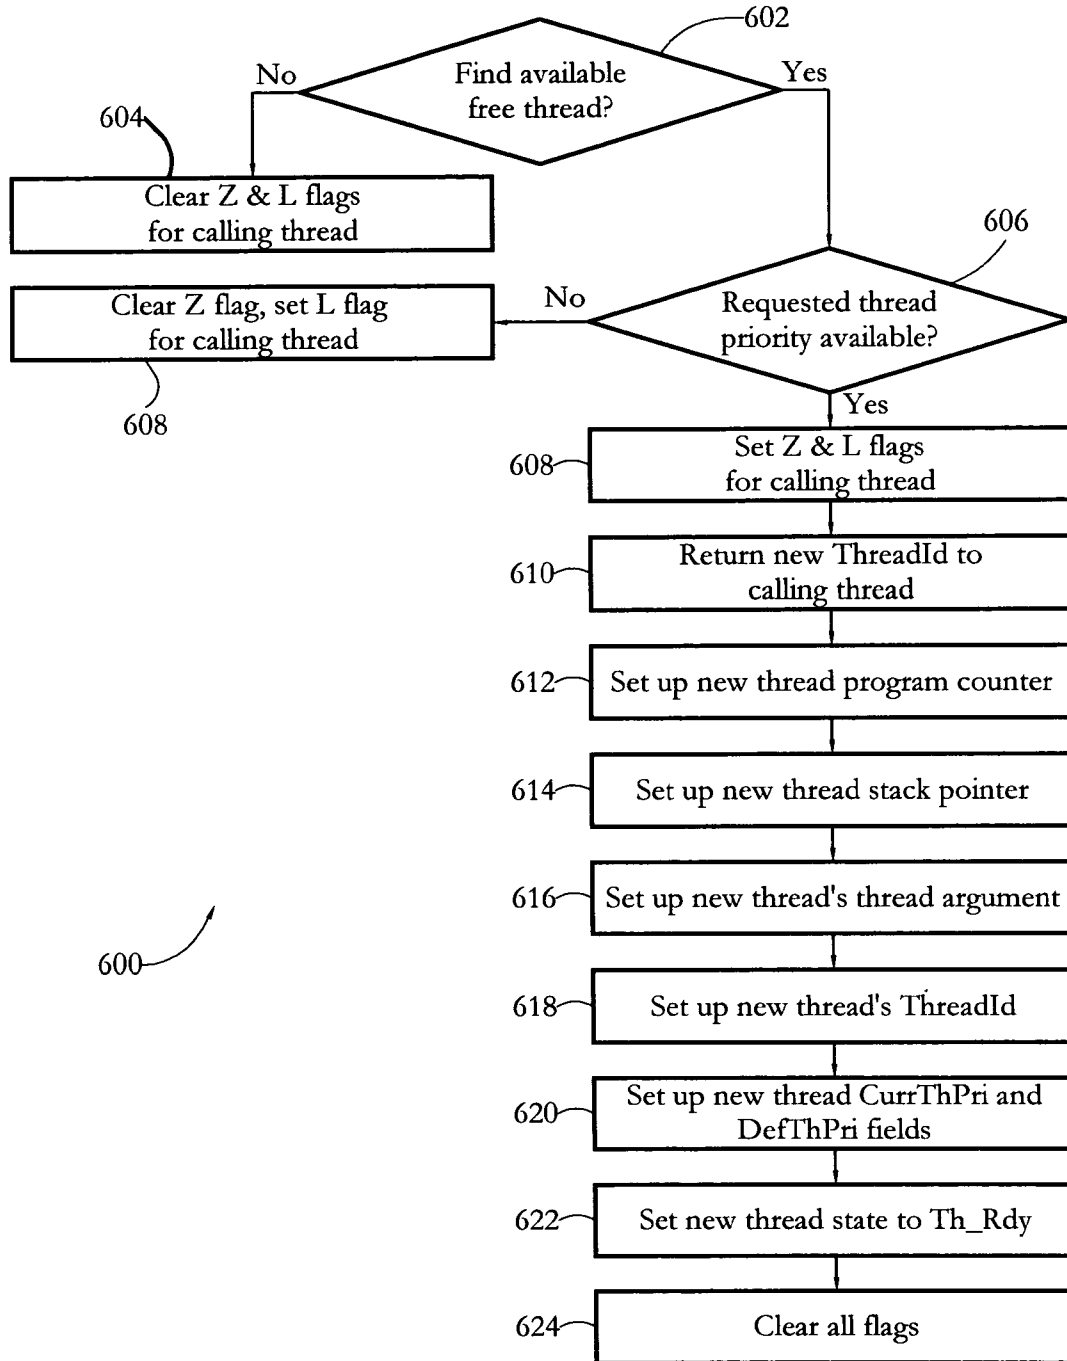 602
Find available
free thread?
No
Yes
604
Clear Z & L flags
for calling thread
606
Requested thread
priority available?
No
Clear Z flag, set L flag
for calling thread
608
Yes
608
Set Z & L flags
for calling thread
610
Return new ThreadId to
calling thread
612
Set up new thread program counter
614
Set up new thread stack pointer
616
Set up new thread's thread argument
600
618
Set up new thread's ThreadId
620
Set up new thread CurrThPri and
DefThPri fields
622
Set new thread state to Th_Rdy
624
Clear all flags